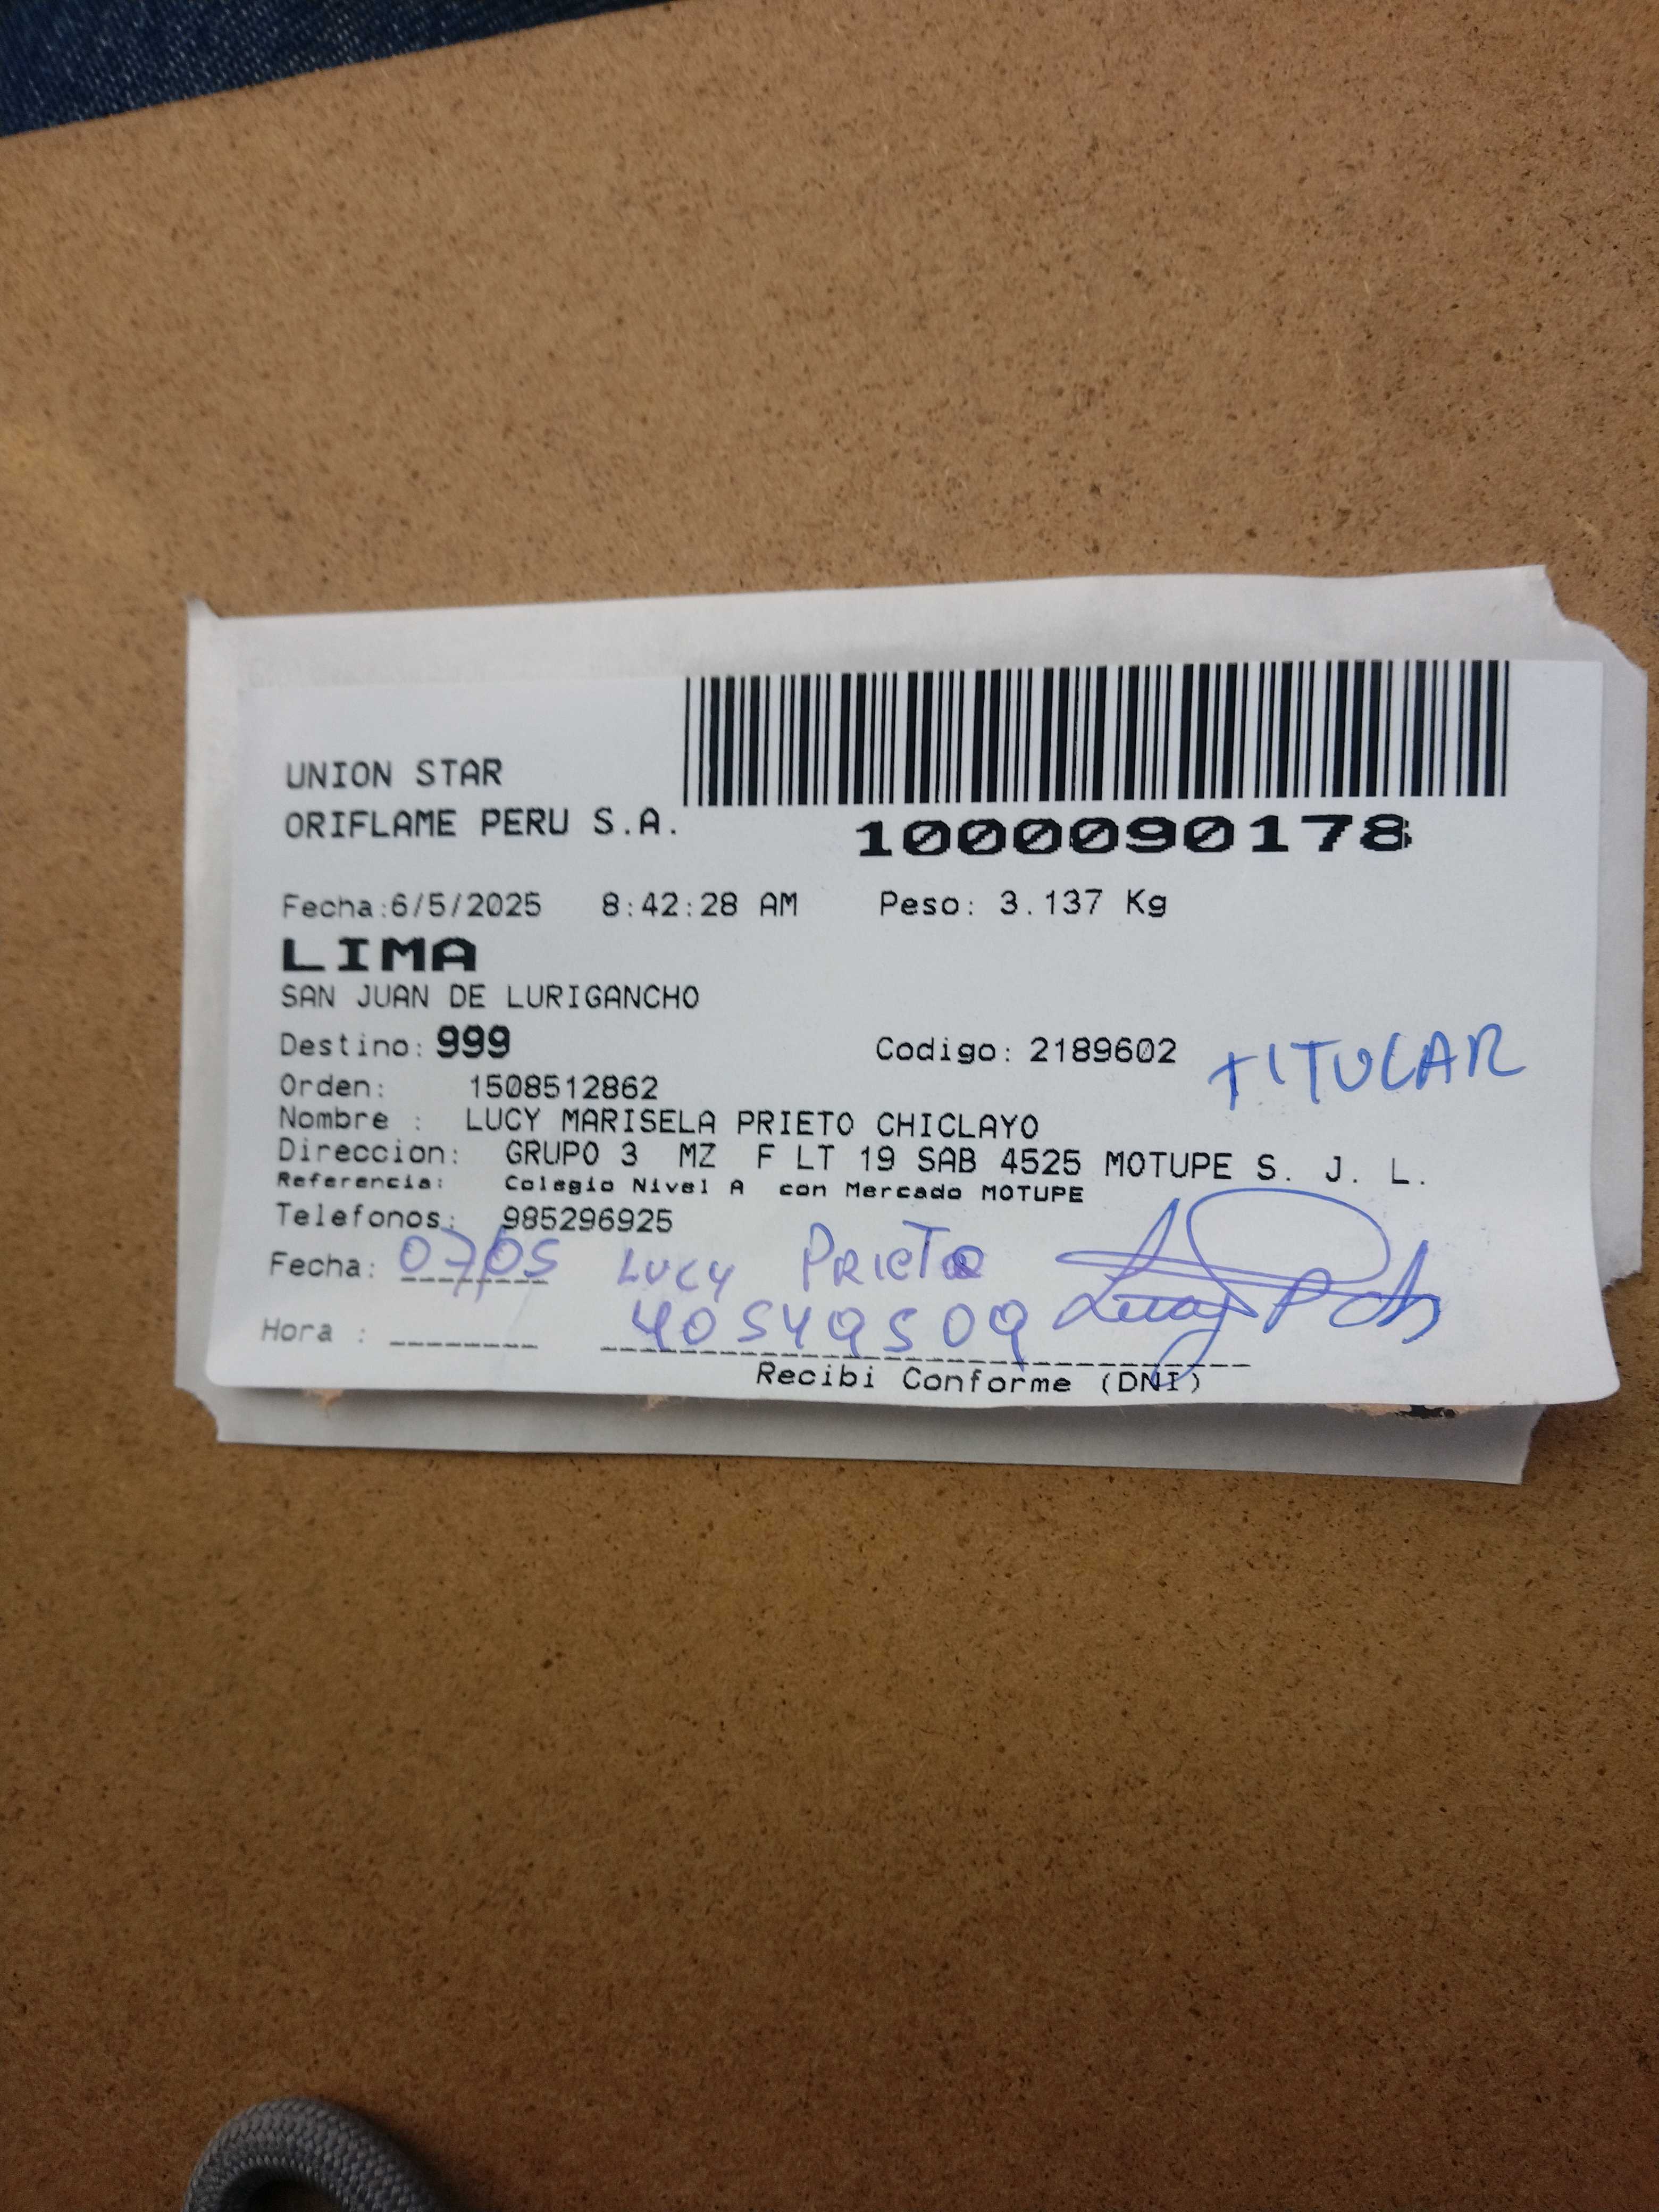 UNION STAR
ORIFLAME PERU S.A.
1000090178
Fecha:6/5/2025 8:42:28 AM Peso: 3.137 Kg
LIMA
SAN JUAN DE LURIGANCHO
Destino: 999 Codigo: 2189602 TITULAR
Orden: 1508512862
Nombre : LUCY MARISELA PRIETO CHICLAYO
Direccion: GRUPO 3 MZ F LT 19 SAB 4525 MOTUPE S. J. L.
Referencia: Colegio Nivel A con Mercado MOTUPE
Telefonos: 985296925
Fecha: 07/05 LUCY PRIETO
Hora : 40549509
Recibi Conforme (DNI)